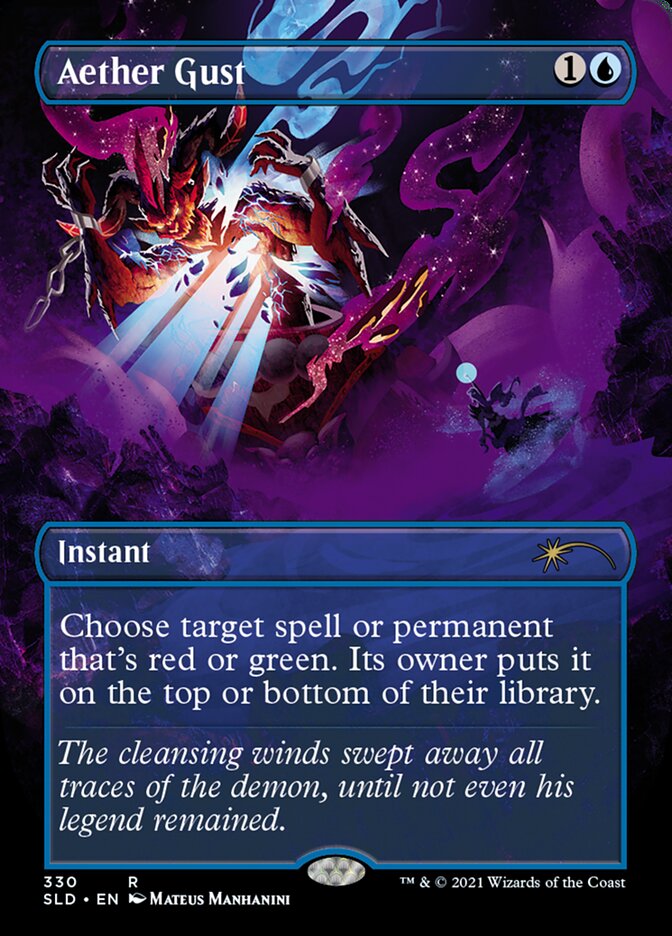 Aether Gust 1
Instant
Choose target spell or permanent
that's red or green. Its owner puts it
on the top or bottom of their library.
The cleansing winds swept away all
traces of the demon, until not even his
legend remained.
330 R
SLD • EN Mateus Manhanini
™ & © 2021 Wizards of the Coast